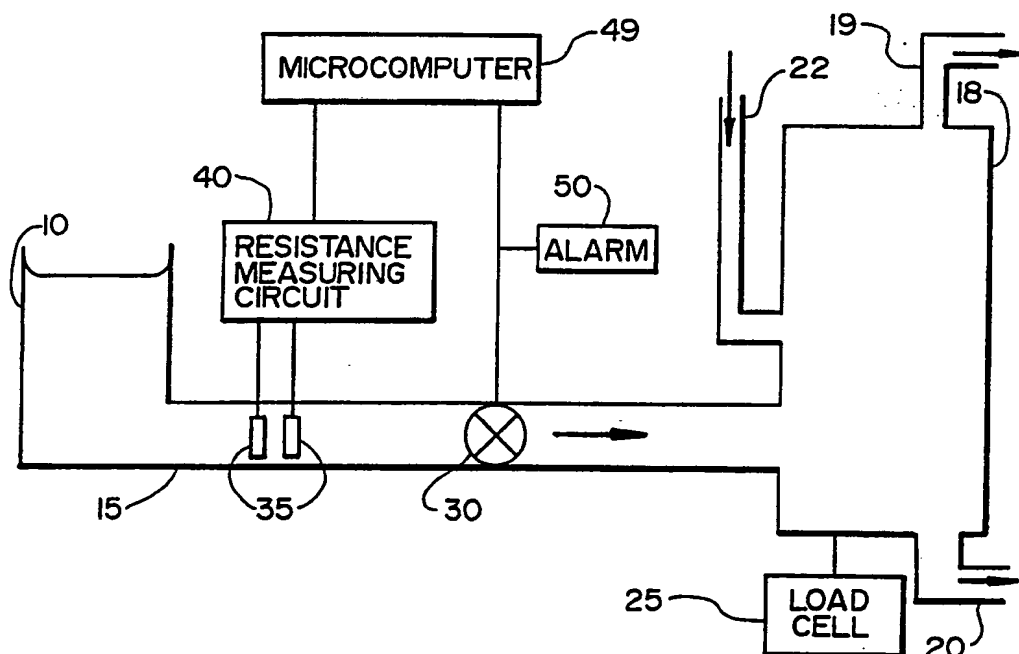 49
MICROCOMPUTER
19
22
18
40
50
10
RESISTANCE
MEASURING
CIRCUIT
ALARM
15
35
30
25
LOAD
CELL
20